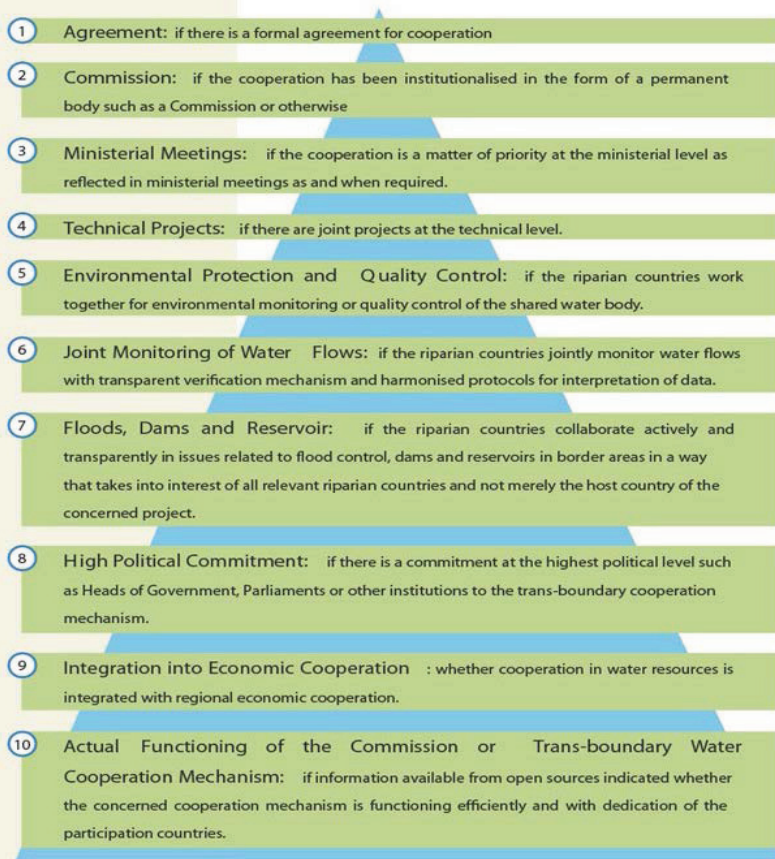 1 Agreement: if there is a formal agreement for cooperation
2 Commission: if the cooperation has been institutionalised in the form of a permanent
body such as a Commission or otherwise
3 Ministerial Meetings: if the cooperation is a matter of priority at the ministerial level as
reflected in ministerial meetings as and when required.
4 Technical Projects: if there are joint projects at the technical level.
5 Environmental Protection and Quality Control: if the riparian countries work
together for environmental monitoring or quality control of the shared water body.
6 Joint Monitoring of Water Flows: if the riparian countries jointly monitor water flows
with transparent verification mechanism and harmonised protocols for interpretation of data.
7 Floods, Dams and Reservoir: if the riparian countries collaborate actively and
transparently in issues related to flood control, dams and reservoirs in border areas in a way
that takes into interest of all relevant riparian countries and not merely the host country of the
concerned project.
8 High Political Commitment: if there is a commitment at the highest political level such
as Heads of Government, Parliaments or other institutions to the trans-boundary cooperation
mechanism.
9 Integration into Economic Cooperation : whether cooperation in water resources is
integrated with regional economic cooperation.
10 Actual Functioning of the Commission or Trans-boundary Water
Cooperation Mechanism: if information available from open sources indicated whether
the concerned cooperation mechanism is functioning efficiently and with dedication of the
participation countries.